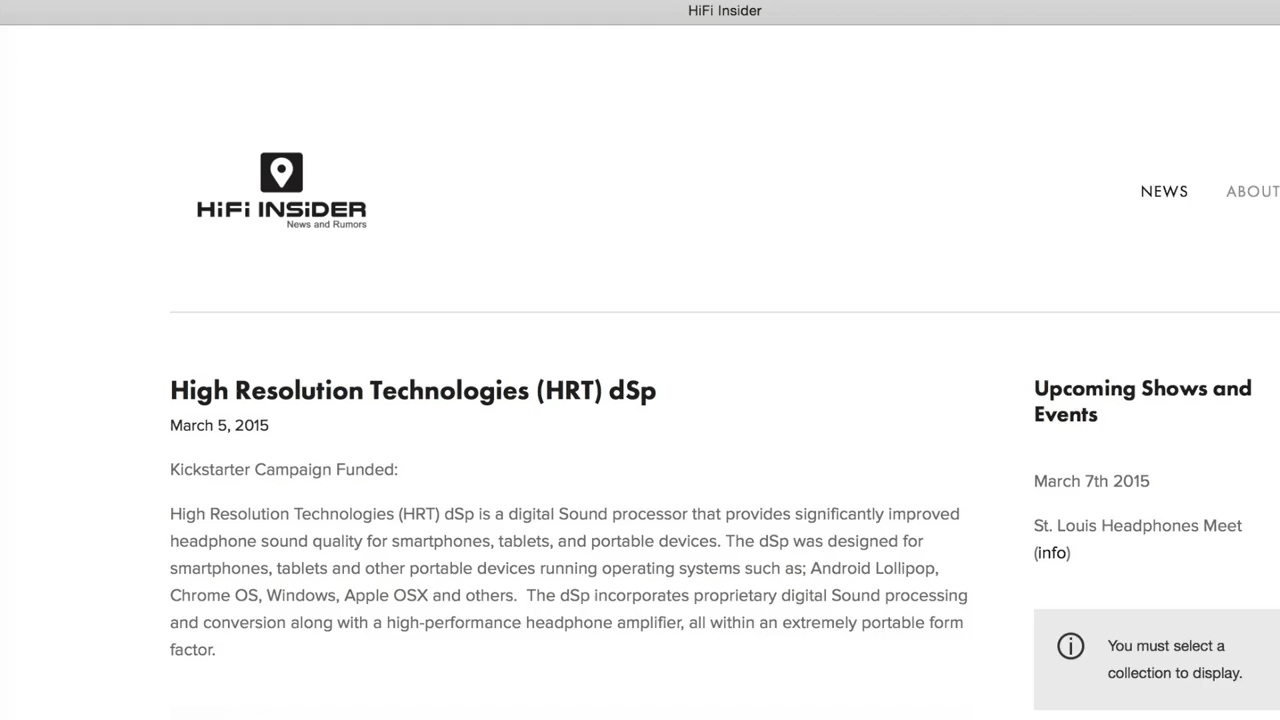 HiFi Insider
HiFi INSiDER
News and Rumors
NEWS
ABOUT
High Resolution Technologies (HRT) dSp
March 5, 2015
Kickstarter Campaign Funded:
High Resolution Technologies (HRT) dSp is a digital Sound processor that provides significantly improved
headphone sound quality for smartphones, tablets, and portable devices. The dSp was designed for
smartphones, tablets and other portable devices running operating systems such as; Android Lollipop,
Chrome OS, Windows, Apple OSX and others.  The dSp incorporates proprietary digital Sound processing
and conversion along with a high-performance headphone amplifier, all within an extremely portable form
factor.
Upcoming Shows and
Events
March 7th 2015
St. Louis Headphones Meet
(info)
You must select a
collection to display.